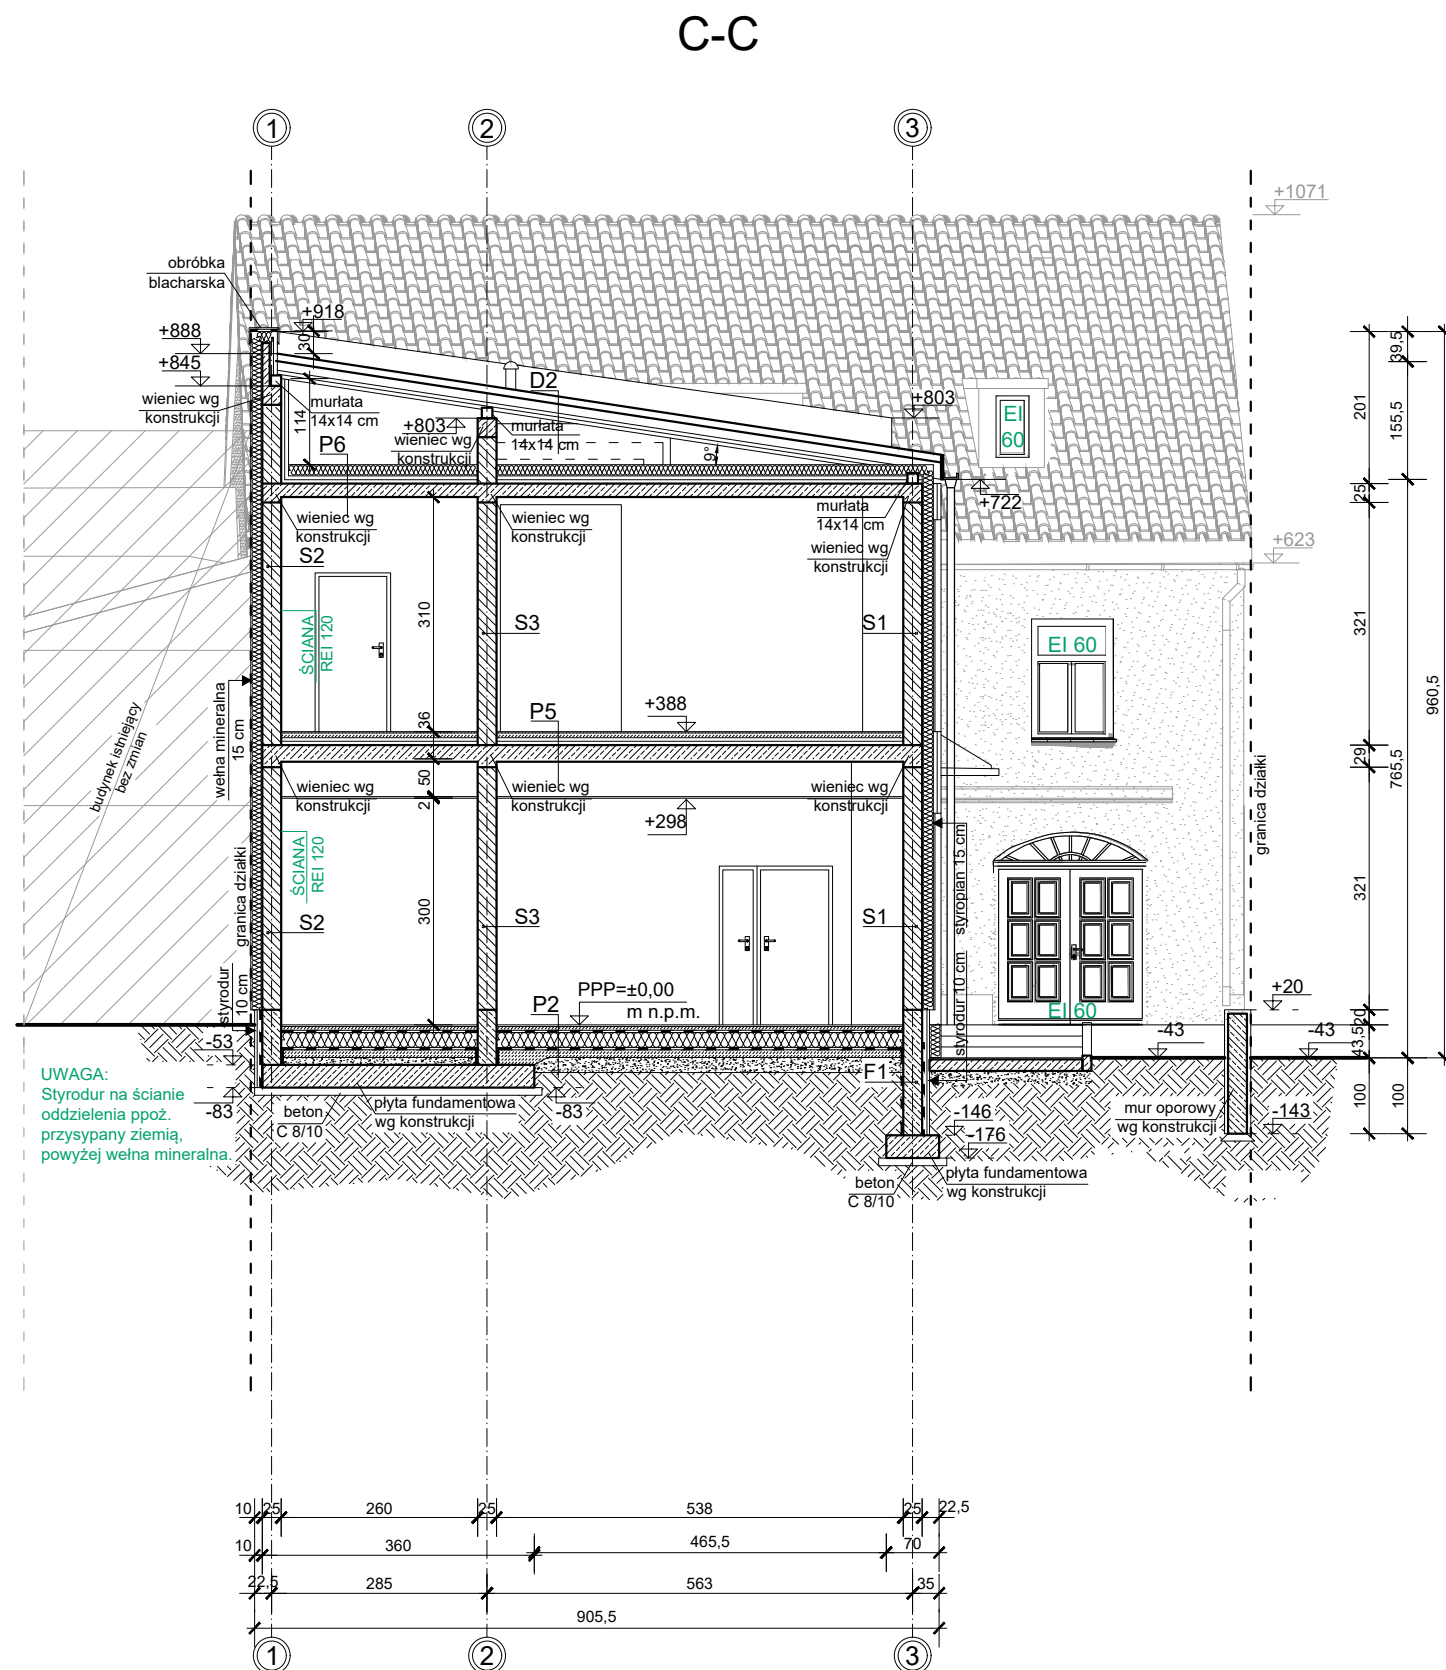 C-C
1
2
3
+1071
obróbka
blacharska
+918
+888
30
+845
wieniec wg
konstrukcji
murłata
14x14 cm
114
P6
D2
+803
wieniec wg
konstrukcji
murłata
14x14 cm
9°
+803
EI
60
+722
murłata
14x14 cm
wieniec wg
konstrukcji
wieniec wg
konstrukcji
wieniec wg
konstrukcji
+623
S2
S3
S1
310
ŚCIANA
REI 120
EI 60
36
P5
+388
wełna mineralna
15 cm
budynek istniejący
bez zmian
wieniec wg
konstrukcji
50
2
wieniec wg
konstrukcji
wieniec wg
konstrukcji
+298
granica działki
ŚCIANA
REI 120
granica działki
styropian 15 cm
300
S2
S3
S1
styrodur
10 cm
styrodur 10 cm
P2
PPP=±0,00
m n.p.m.
EI 60
+20
-43
-43
-53
-83
F1
UWAGA:
Styrodur na ścianie
oddzielenia ppoż.
przysypany ziemią,
powyżej wełna mineralna.
beton
C 8/10
płyta fundamentowa
wg konstrukcji
-83
-146
-176
mur oporowy
wg konstrukcji
-143
beton
C 8/10
płyta fundamentowa
wg konstrukcji
201
25
321
29
321
20
43,5
100
39,5
155,5
765,5
100
960,5
10
25
260
25
538
25
22,5
10
360
465,5
70
22,5
285
563
35
905,5
1
2
3